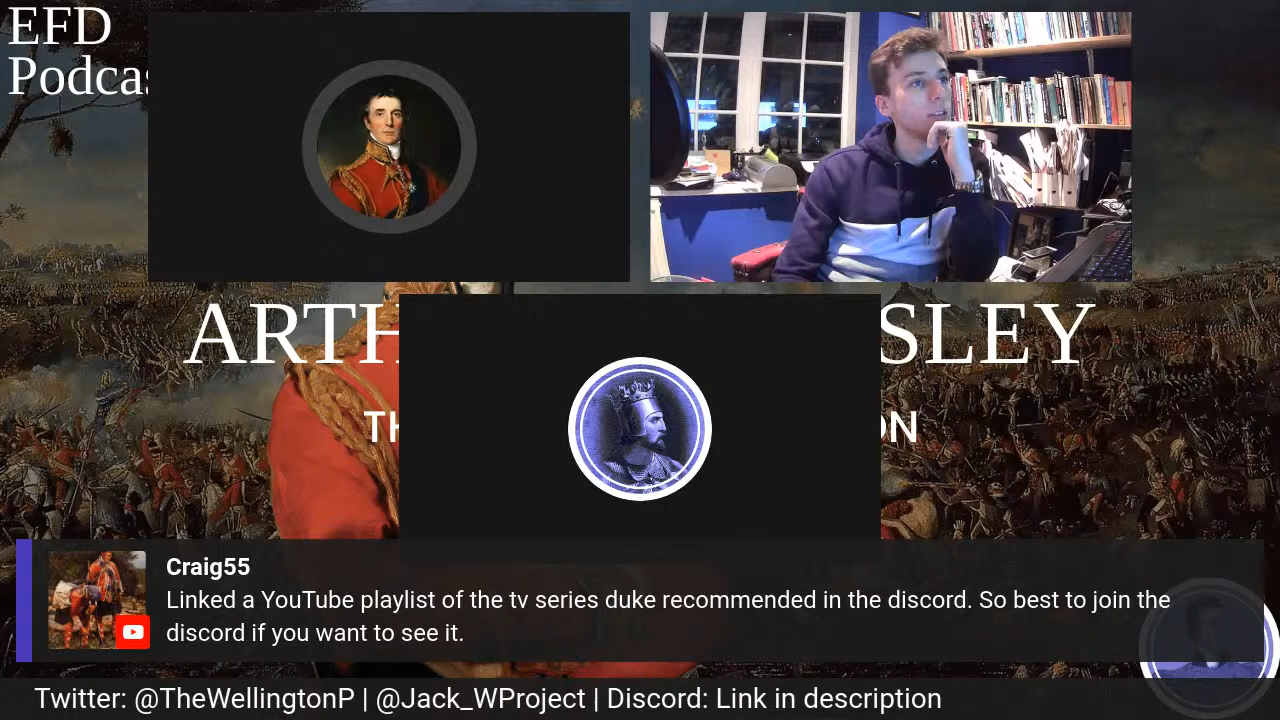 EFD
Podcas
ARTH SLEY
TH ON
Craig55
Linked a YouTube playlist of the tv series duke recommended in the discord. So best to join the
discord if you want to see it.
Twitter: @TheWellingtonP | @Jack_WProject | Discord: Link in description